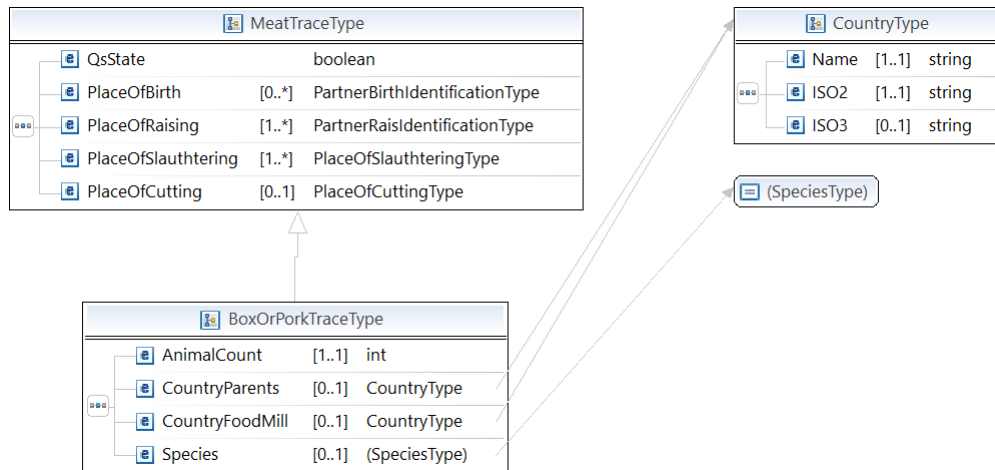 MeatTraceType
QsState boolean
PlaceOfBirth [0..*] PartnerBirthIdentificationType
PlaceOfRaising [1..*] PartnerRaisIdentificationType
PlaceOfSlauthtering [1..*] PlaceOfSlauthteringType
PlaceOfCutting [0..1] PlaceOfCuttingType
CountryType
Name [1..1] string
ISO2 [1..1] string
ISO3 [0..1] string
(SpeciesType)
BoxOrPorkTraceType
AnimalCount [1..1] int
CountryParents [0..1] CountryType
CountryFoodMill [0..1] CountryType
Species [0..1] (SpeciesType)